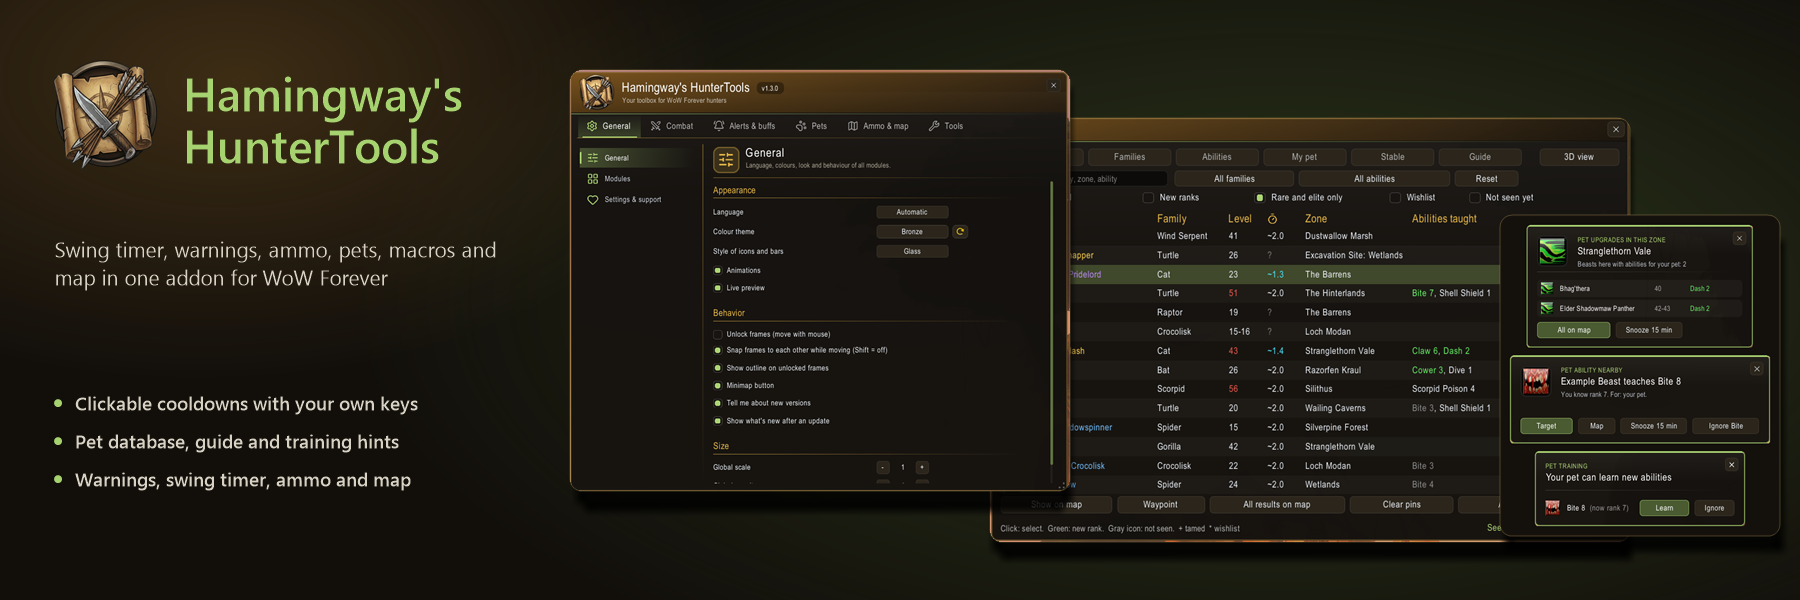 Hamingway's
HunterTools
Swing timer, warnings, ammo, pets, macros and
map in one addon for WoW Forever
Clickable cooldowns with your own keys
Pet database, guide and training hints
Warnings, swing timer, ammo and map
Hamingway's HunterTools v1.3.0
Your toolbox for WoW Forever hunters
General Combat Alerts & buffs Pets Ammo & map Tools
General
Modules
Settings & support
General
Language, colours, look and behaviour of all modules.
Appearance
Language Automatic
Colour theme Bronze
Style of icons and bars Glass
Animations
Live preview
Behavior
Unlock frames (move with mouse)
Snap frames to each other while moving (Shift = off)
Show outline on unlocked frames
Minimap button
Tell me about new versions
Show what's new after an update
Size
Global scale - 1 +
Families Abilities My pet Stable Guide 3D view
, zone, ability All families All abilities Reset
New ranks Rare and elite only Wishlist Not seen yet
Family Level Zone Abilities taught
Wind Serpent 41 ~2.0 Dustwallow Marsh
apper Turtle 26 ? Excavation Site: Wetlands
Pridelord Cat 23 ~1.3 The Barrens
Turtle 51 ~2.0 The Hinterlands Bite 7, Shell Shield 1
Raptor 19 ? The Barrens
Crocolisk 15-16 ? Loch Modan
ash Cat 43 ~1.4 Stranglethorn Vale Claw 6, Dash 2
Bat 26 ~2.0 Razorfen Kraul Cower 3, Dive 1
Scorpid 56 ~2.0 Silithus Scorpid Poison 4
Turtle 20 ~2.0 Wailing Caverns Bite 3, Shell Shield 1
dowspinner Spider 15 ~2.0 Silverpine Forest
Gorilla 42 ~2.0 Stranglethorn Vale
Crocolisk Crocolisk 22 ~2.0 Loch Modan Bite 3
w Spider 24 ~2.0 Wetlands Bite 4
Show on map Waypoint All results on map Clear pins A
Click: select. Green: new rank. Gray icon: not seen. + tamed * wishlist See
PET UPGRADES IN THIS ZONE
Stranglethorn Vale
Beasts here with abilities for your pet: 2
Bhag'thera 40 Dash 2
Elder Shadowmaw Panther 42-43 Dash 2
All on map Snooze 15 min
PET ABILITY NEARBY
Example Beast teaches Bite 8
You know rank 7. For: your pet.
Target Map Snooze 15 min Ignore Bite
PET TRAINING
Your pet can learn new abilities
Bite 8 (now rank 7) Learn Ignore